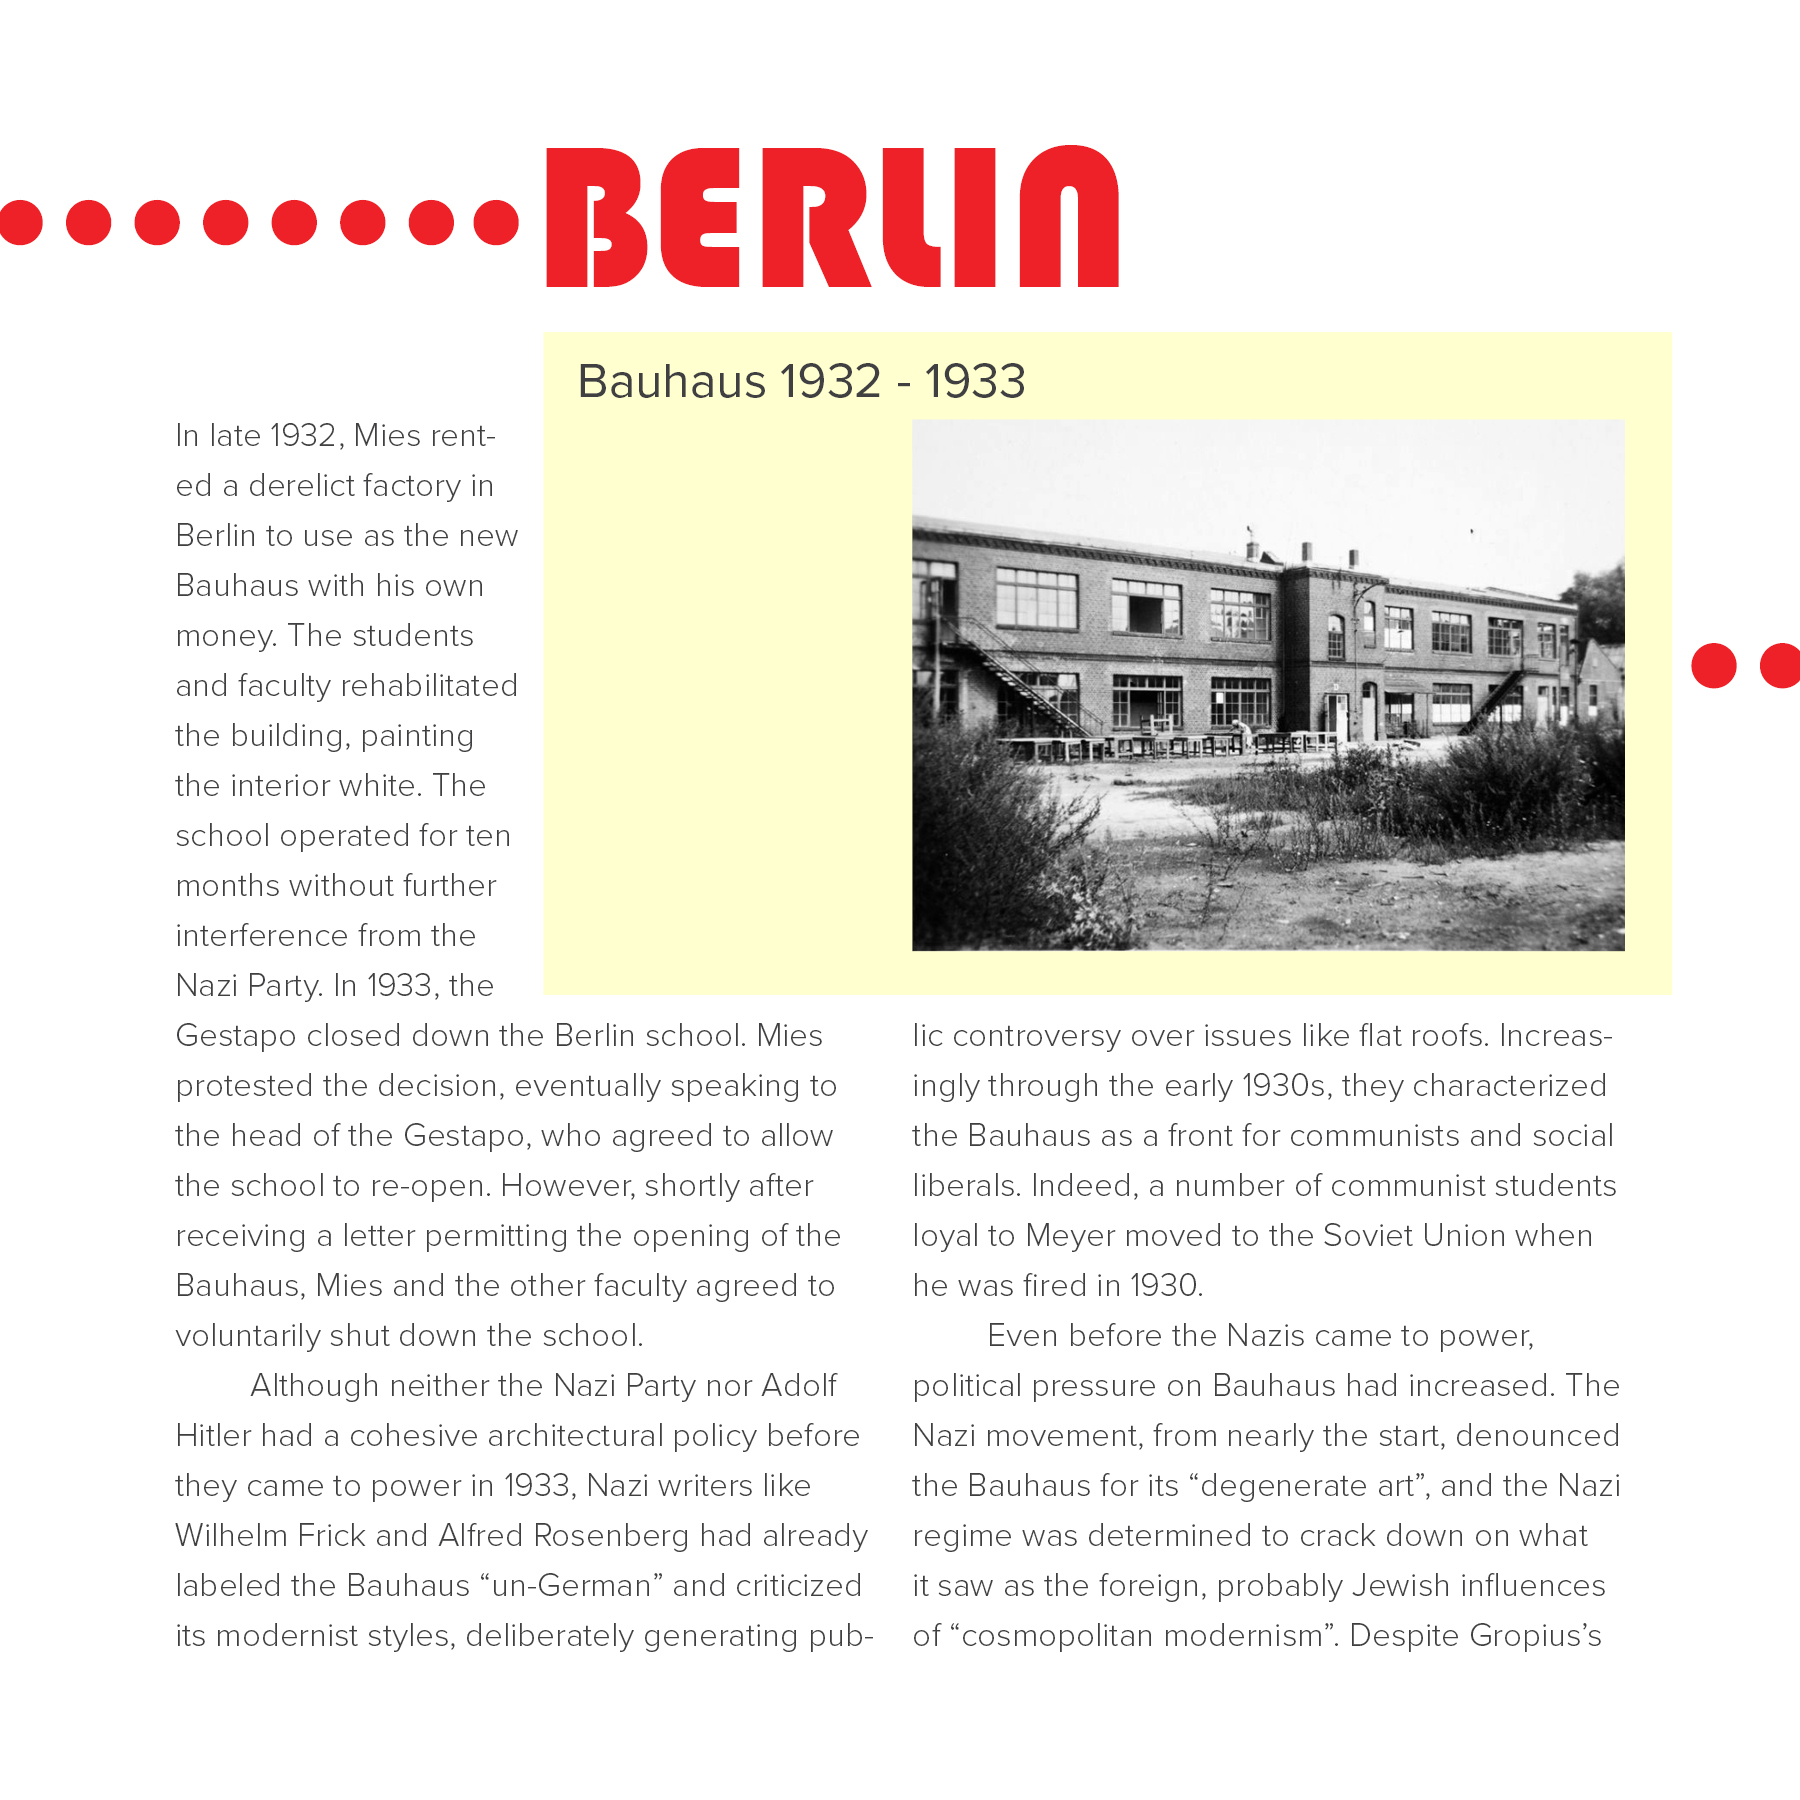 BERLIN
Bauhaus 1932 - 1933
In late 1932, Mies rent-
ed a derelict factory in
Berlin to use as the new
Bauhaus with his own
money. The students
and faculty rehabilitated
the building, painting
the interior white. The
school operated for ten
months without further
interference from the
Nazi Party. In 1933, the
Gestapo closed down the Berlin school. Mies
protested the decision, eventually speaking to
the head of the Gestapo, who agreed to allow
the school to re-open. However, shortly after
receiving a letter permitting the opening of the
Bauhaus, Mies and the other faculty agreed to
voluntarily shut down the school.
Although neither the Nazi Party nor Adolf
Hitler had a cohesive architectural policy before
they came to power in 1933, Nazi writers like
Wilhelm Frick and Alfred Rosenberg had already
labeled the Bauhaus “un-German” and criticized
its modernist styles, deliberately generating pub-
lic controversy over issues like flat roofs. Increas-
ingly through the early 1930s, they characterized
the Bauhaus as a front for communists and social
liberals. Indeed, a number of communist students
loyal to Meyer moved to the Soviet Union when
he was fired in 1930.
Even before the Nazis came to power,
political pressure on Bauhaus had increased. The
Nazi movement, from nearly the start, denounced
the Bauhaus for its “degenerate art”, and the Nazi
regime was determined to crack down on what
it saw as the foreign, probably Jewish influences
of “cosmopolitan modernism”. Despite Gropius’s